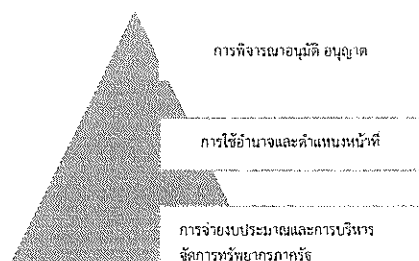 การพิจารณาอนุมัติ อนุญาต
การใช้อำนาจและตำแหน่งหน้าที่
การจ่ายงบประมาณและการบริหาร
จัดการทรัพยากรภาครัฐ